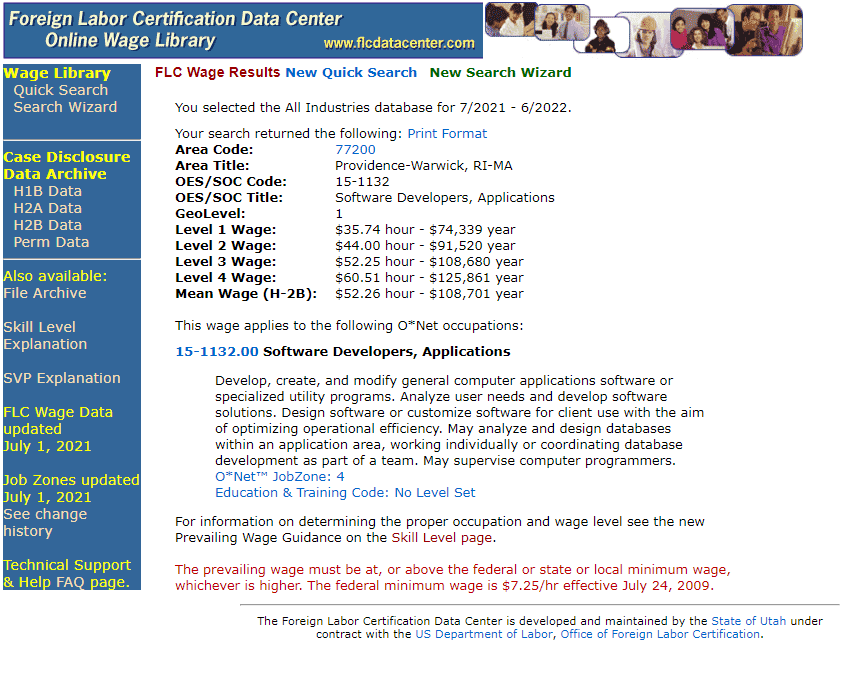 Foreign Labor Certification Data Center
Online Wage Library
www.flcdatacenter.com
Wage Library
Quick Search
Search Wizard
Case Disclosure
Data Archive
H1B Data
H2A Data
H2B Data
Perm Data
Also available:
File Archive
Skill Level
Explanation
SVP Explanation
FLC Wage Data
updated
July 1, 2021
Job Zones updated
July 1, 2021
See change
history
Technical Support
& Help FAQ page.
FLC Wage Results New Quick Search New Search Wizard
You selected the All Industries database for 7/2021 - 6/2022.
Your search returned the following: Print Format
Area Code: 77200
Area Title: Providence-Warwick, RI-MA
OES/SOC Code: 15-1132
OES/SOC Title: Software Developers, Applications
GeoLevel: 1
Level 1 Wage: $35.74 hour - $74,339 year
Level 2 Wage: $44.00 hour - $91,520 year
Level 3 Wage: $52.25 hour - $108,680 year
Level 4 Wage: $60.51 hour - $125,861 year
Mean Wage (H-2B): $52.26 hour - $108,701 year
This wage applies to the following O*Net occupations:
15-1132.00 Software Developers, Applications
Develop, create, and modify general computer applications software or
specialized utility programs. Analyze user needs and develop software
solutions. Design software or customize software for client use with the aim
of optimizing operational efficiency. May analyze and design databases
within an application area, working individually or coordinating database
development as part of a team. May supervise computer programmers.
O*Net™ JobZone: 4
Education & Training Code: No Level Set
For information on determining the proper occupation and wage level see the new
Prevailing Wage Guidance on the Skill Level page.
The prevailing wage must be at, or above the federal or state or local minimum wage,
whichever is higher. The federal minimum wage is $7.25/hr effective July 24, 2009.
The Foreign Labor Certification Data Center is developed and maintained by the State of Utah under
contract with the US Department of Labor, Office of Foreign Labor Certification.